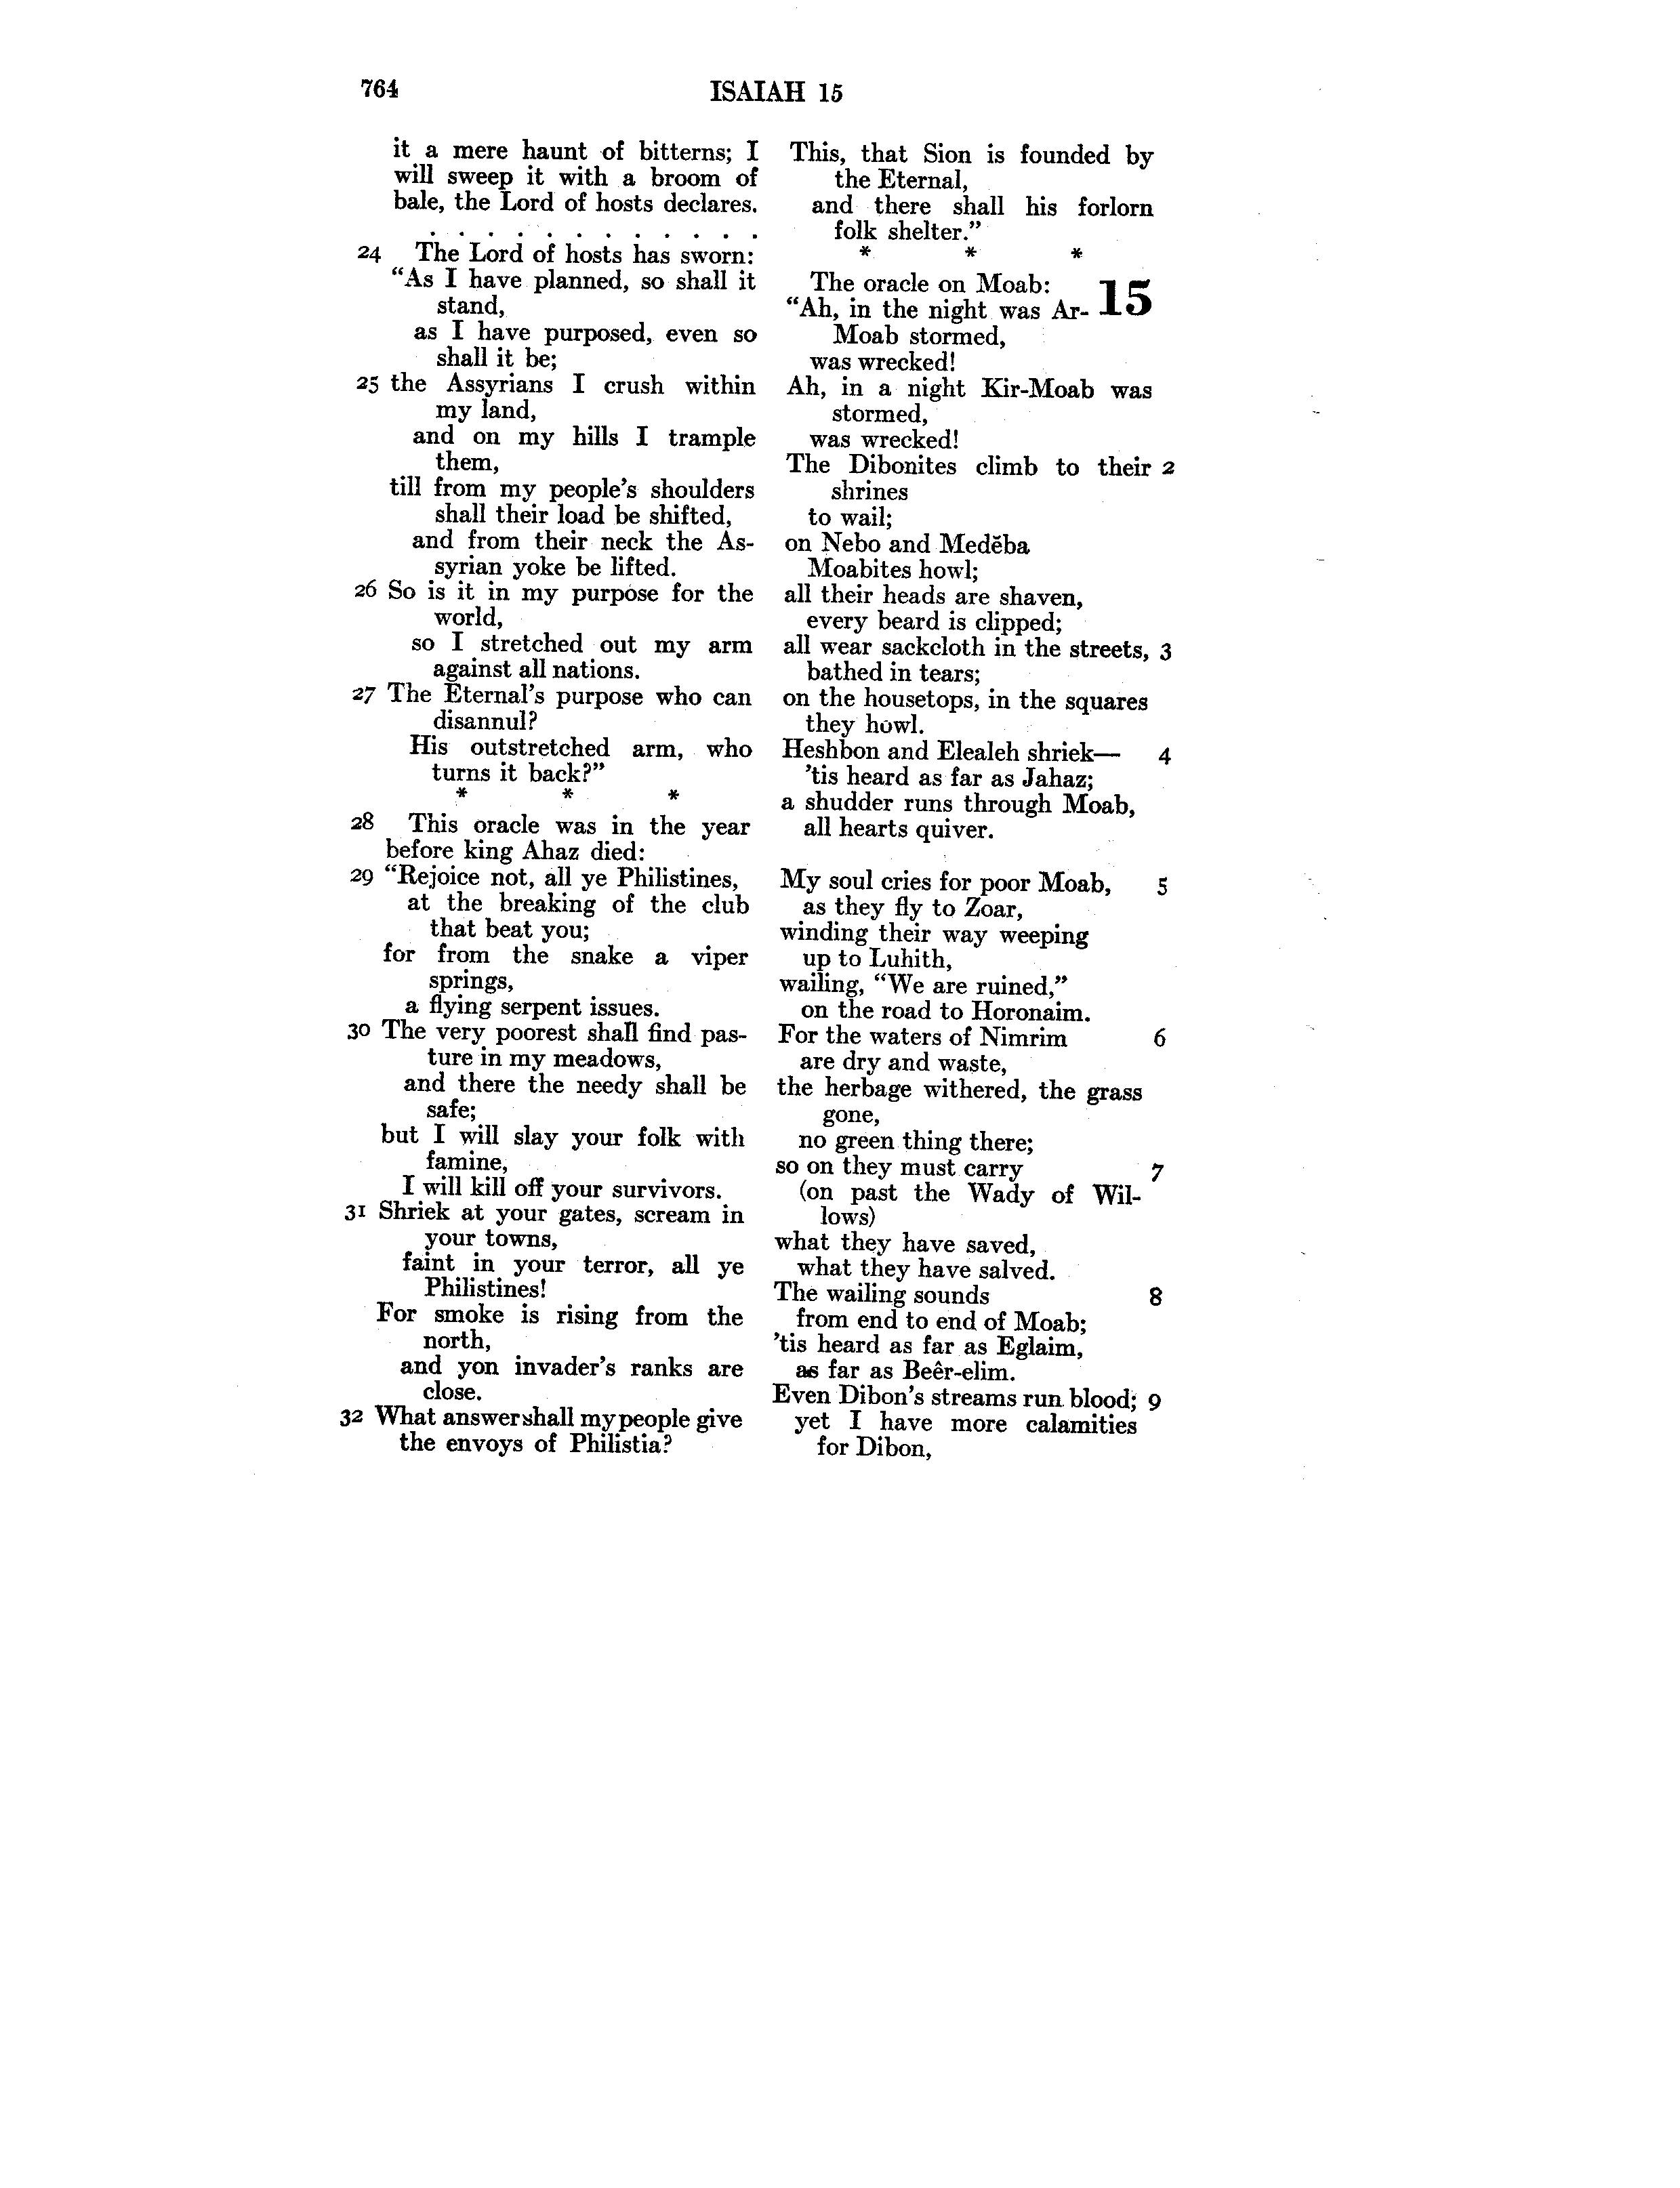 764
ISAIAH 15
it a mere haunt of bitterns; I
will sweep it with a broom of
bale, the Lord of hosts declares.
. . . . . . . . . . . .
24 The Lord of hosts has sworn:
“As I have planned, so shall it
stand,
as I have purposed, even so
shall it be;
25 the Assyrians I crush within
my land,
and on my hills I trample
them,
till from my people’s shoulders
shall their load be shifted,
and from their neck the As-
syrian yoke be lifted.
26 So is it in my purpose for the
world,
so I stretched out my arm
against all nations.
27 The Eternal’s purpose who can
disannul?
His outstretched arm, who
turns it back?”
* * *
28 This oracle was in the year
before king Ahaz died:
29 “Rejoice not, all ye Philistines,
at the breaking of the club
that beat you;
for from the snake a viper
springs,
a flying serpent issues.
30 The very poorest shall find pas-
ture in my meadows,
and there the needy shall be
safe;
but I will slay your folk with
famine,
I will kill off your survivors.
31 Shriek at your gates, scream in
your towns,
faint in your terror, all ye
Philistines!
For smoke is rising from the
north,
and yon invader’s ranks are
close.
32 What answer shall my people give
the envoys of Philistia?
This, that Sion is founded by
the Eternal,
and there shall his forlorn
folk shelter.”
* * *
The oracle on Moab: 15
“Ah, in the night was Ar-
Moab stormed,
was wrecked!
Ah, in a night Kir-Moab was
stormed,
was wrecked!
The Dibonites climb to their 2
shrines
to wail;
on Nebo and Medĕba
Moabites howl;
all their heads are shaven,
every beard is clipped;
all wear sackcloth in the streets, 3
bathed in tears;
on the housetops, in the squares
they howl.
Heshbon and Elealeh shriek— 4
’tis heard as far as Jahaz;
a shudder runs through Moab,
all hearts quiver.
My soul cries for poor Moab, 5
as they fly to Zoar,
winding their way weeping
up to Luhith,
wailing, “We are ruined,”
on the road to Horonaim.
For the waters of Nimrim 6
are dry and waste,
the herbage withered, the grass
gone,
no green thing there;
so on they must carry 7
(on past the Wady of Wil-
lows)
what they have saved,
what they have salved.
The wailing sounds 8
from end to end of Moab;
’tis heard as far as Eglaim,
as far as Beêr-elim.
Even Dibon’s streams run blood; 9
yet I have more calamities
for Dibon,